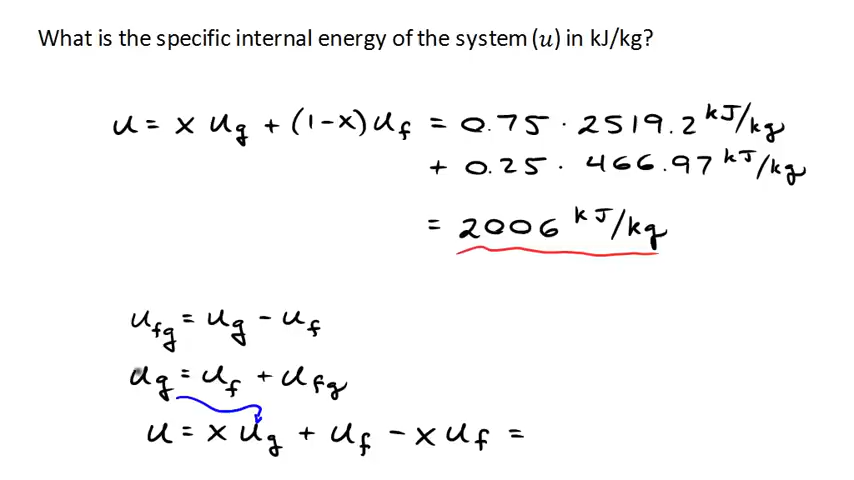 What is the specific internal energy of the system (u) in kJ/kg?
u = x u_g + (1-x) u_f = 0.75 · 2519.2 kJ/kg
+ 0.25 · 466.97 kJ/kg
= 2006 kJ/kg
u_fg = u_g - u_f
u_g = u_f + u_fg
u = x u_g + u_f - x u_f =